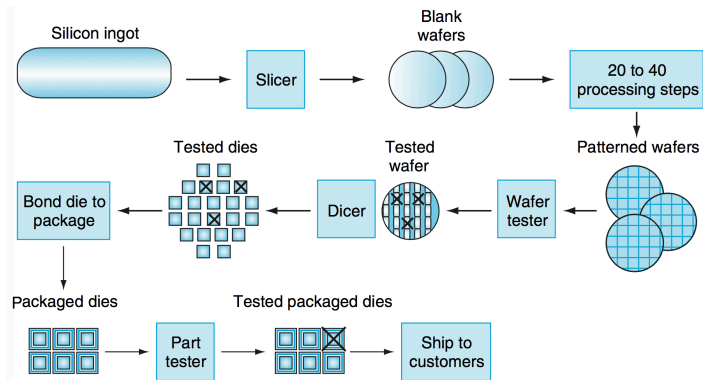 Silicon ingot
Slicer
Blank
wafers
20 to 40
processing steps
Patterned wafers
Wafer
tester
Tested
wafer
Dicer
Tested dies
Bond die to
package
Packaged dies
Part
tester
Tested packaged dies
Ship to
customers